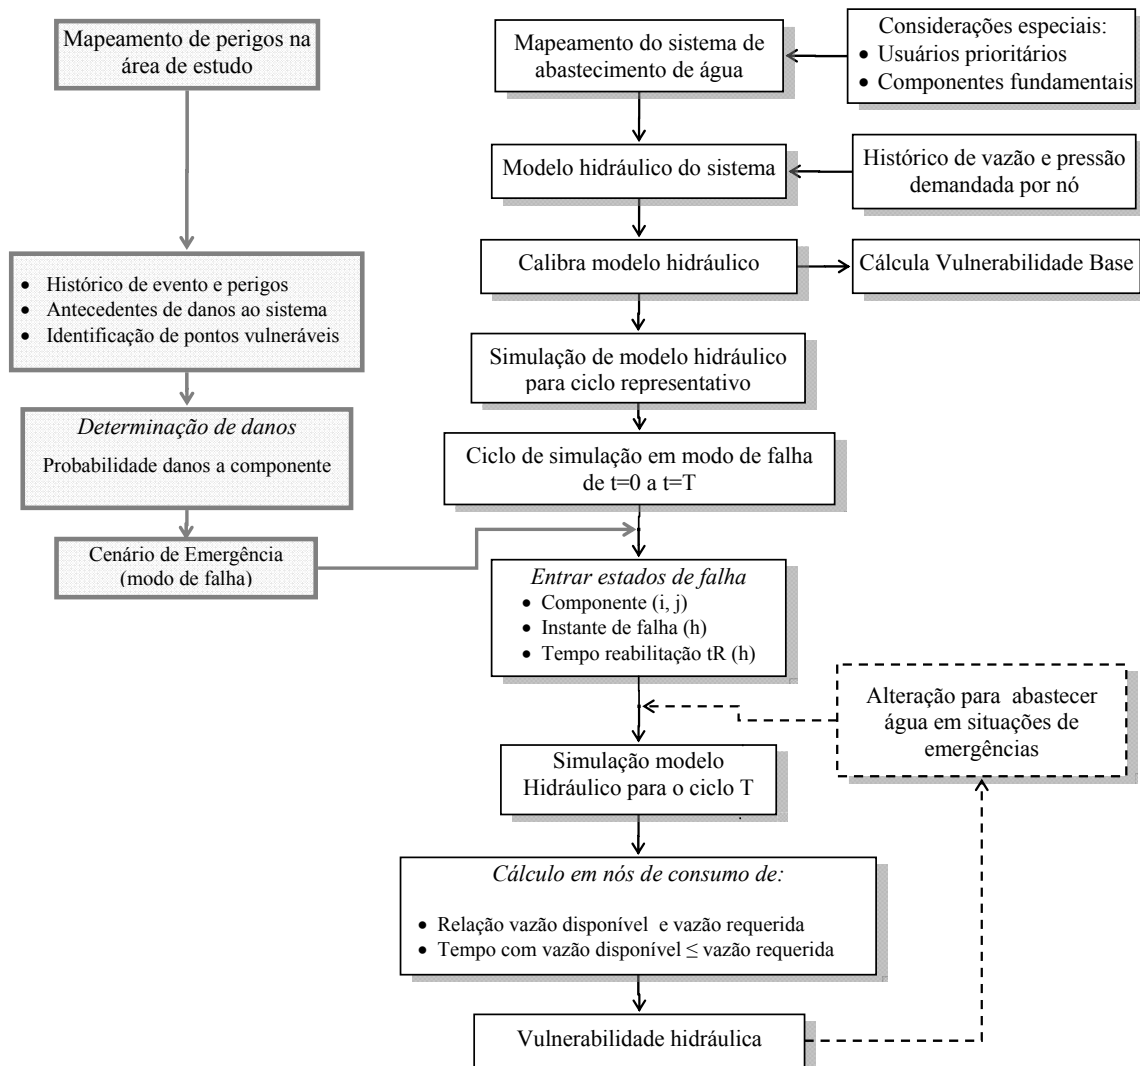 Mapeamento de perigos na
área de estudo
Mapeamento do sistema de
abastecimento de água
Considerações especiais:
• Usuários prioritários
• Componentes fundamentais
Modelo hidráulico do sistema
Histórico de vazão e pressão
demandada por nó
Calibra modelo hidráulico
Cálcula Vulnerabilidade Base
• Histórico de evento e perigos
• Antecedentes de danos ao sistema
• Identificação de pontos vulneráveis
Simulação de modelo hidráulico
para ciclo representativo
Determinação de danos
Probabilidade danos a componente
Ciclo de simulação em modo de falha
de t=0 a t=T
Cenário de Emergência
(modo de falha)
Entrar estados de falha
• Componente (i, j)
• Instante de falha (h)
• Tempo reabilitação tR (h)
Alteração para abastecer
água em situações de
emergências
Simulação modelo
Hidráulico para o ciclo T
Cálculo em nós de consumo de:
• Relação vazão disponível e vazão requerida
• Tempo com vazão disponível ≤ vazão requerida
Vulnerabilidade hidráulica